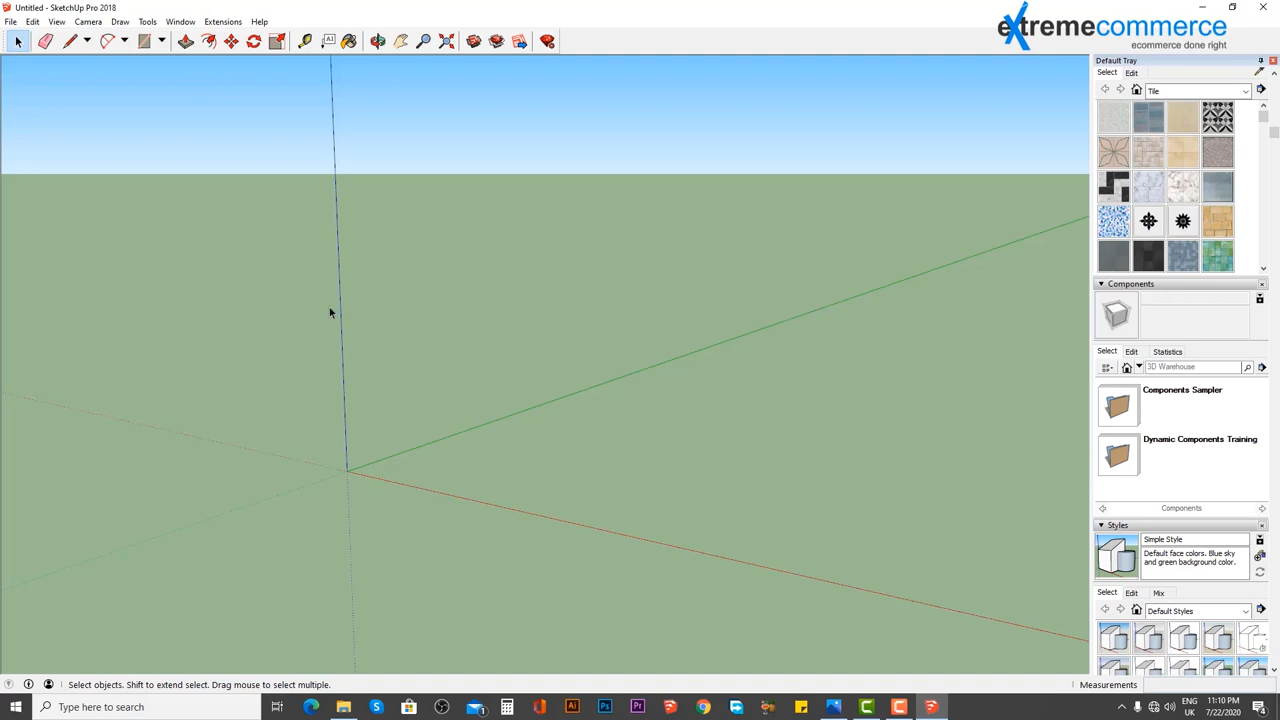 Untitled - SketchUp Pro 2018
File Edit View Camera Draw Tools Window Extensions Help
extremecommerce
ecommerce done right
Default Tray
Select Edit
Tile
Components
Select Edit Statistics
3D Warehouse
Components Sampler
Dynamic Components Training
Components
Styles
Simple Style
Default face colors. Blue sky
and green background color.
Select Edit Mix
Default Styles
Select objects. Shift to extend select. Drag mouse to select multiple.
Measurements
Type here to search
ENG
UK
11:10 PM
7/22/2020